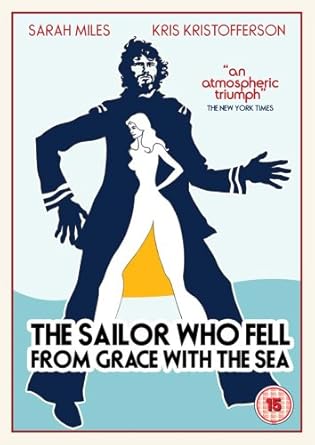 SARAH MILES KRIS KRISTOFFERSON
"an
atmospheric
triumph"
THE NEW YORK TIMES
THE SAILOR WHO FELL
FROM GRACE WITH THE SEA
15